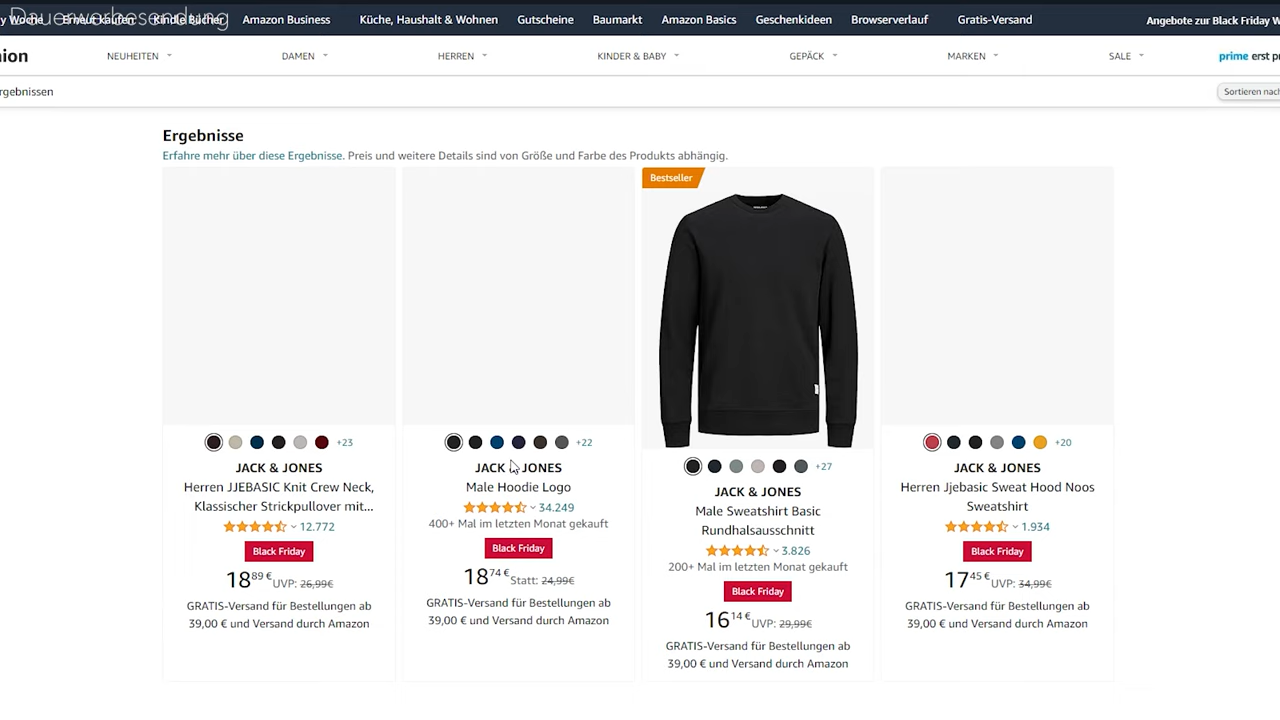 Dauerwerbesendung
Amazon Business
Küche, Haushalt & Wohnen
Gutscheine
Baumarkt
Amazon Basics
Geschenkideen
Browserverlauf
Gratis-Versand
Angebote zur Black Friday W
NEUHEITEN
DAMEN
HERREN
KINDER & BABY
GEPÄCK
MARKEN
SALE
prime erst pr
rgebnissen
Sortieren nach
Ergebnisse
Erfahre mehr über diese Ergebnisse. Preis und weitere Details sind von Größe und Farbe des Produkts abhängig.
+23
JACK & JONES
Herren JJEBASIC Knit Crew Neck,
Klassischer Strickpullover mit...
12.772
Black Friday
18 89 € UVP: 26,99€
GRATIS-Versand für Bestellungen ab
39,00 € und Versand durch Amazon
+22
JACK & JONES
Male Hoodie Logo
34.249
400+ Mal im letzten Monat gekauft
Black Friday
18 74 € Statt: 24,99€
GRATIS-Versand für Bestellungen ab
39,00 € und Versand durch Amazon
Bestseller
+27
JACK & JONES
Male Sweatshirt Basic
Rundhalsausschnitt
3.826
200+ Mal im letzten Monat gekauft
Black Friday
16 14 € UVP: 29,99€
GRATIS-Versand für Bestellungen ab
39,00 € und Versand durch Amazon
+20
JACK & JONES
Herren Jjebasic Sweat Hood Noos
Sweatshirt
1.934
Black Friday
17 45 € UVP: 34,99€
GRATIS-Versand für Bestellungen ab
39,00 € und Versand durch Amazon